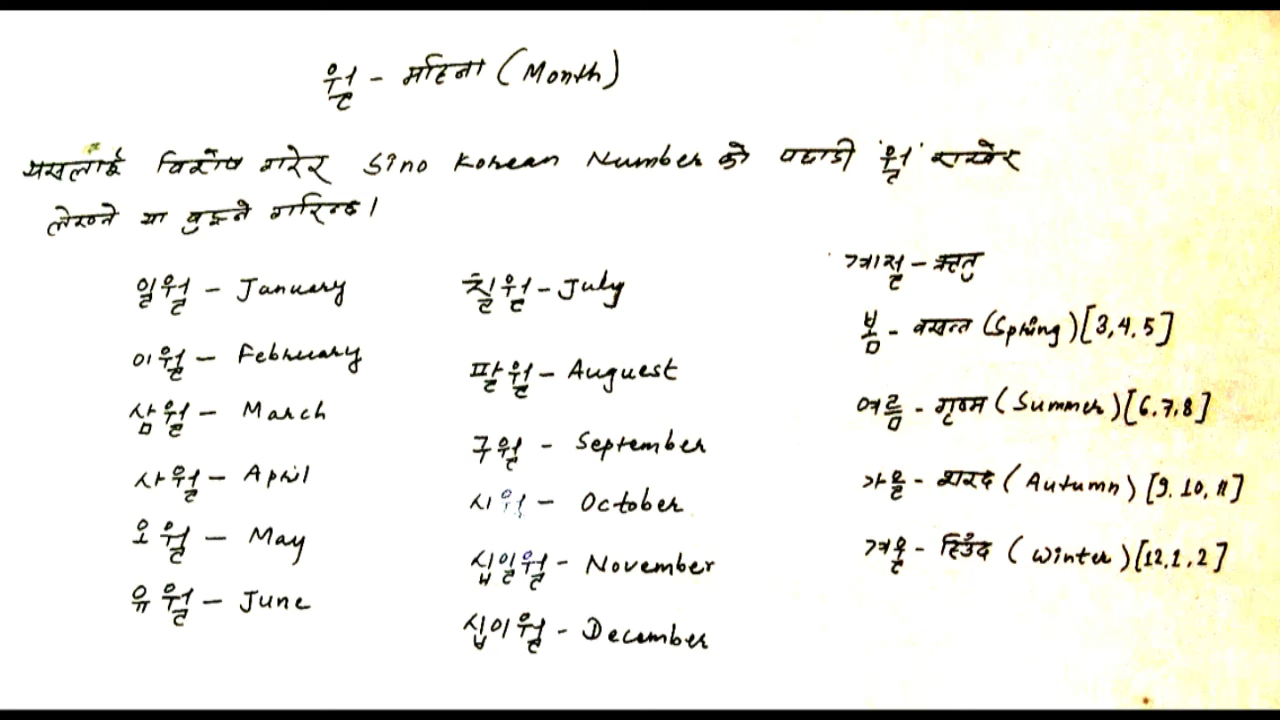 월 - महिना (Month)
यसलाई विशेष गरेर Sino Korean Number को पछाडी '월' राखेर
लेख्ने या बुझ्ने गरिन्छ।
일월 - January
이월 - February
삼월 - March
사월 - April
오월 - May
유월 - June
칠월 - July
팔월 - Auguest
구월 - September
시월 - October
십일월 - November
십이월 - December
계절 - ऋतु
봄 - वसन्त (Spring) [3,4,5]
여름 - गृष्म (Summer) [6,7,8]
가을 - शरद (Autumn) [9,10,11]
겨울 - हिउँद (Winter) [12,1,2]